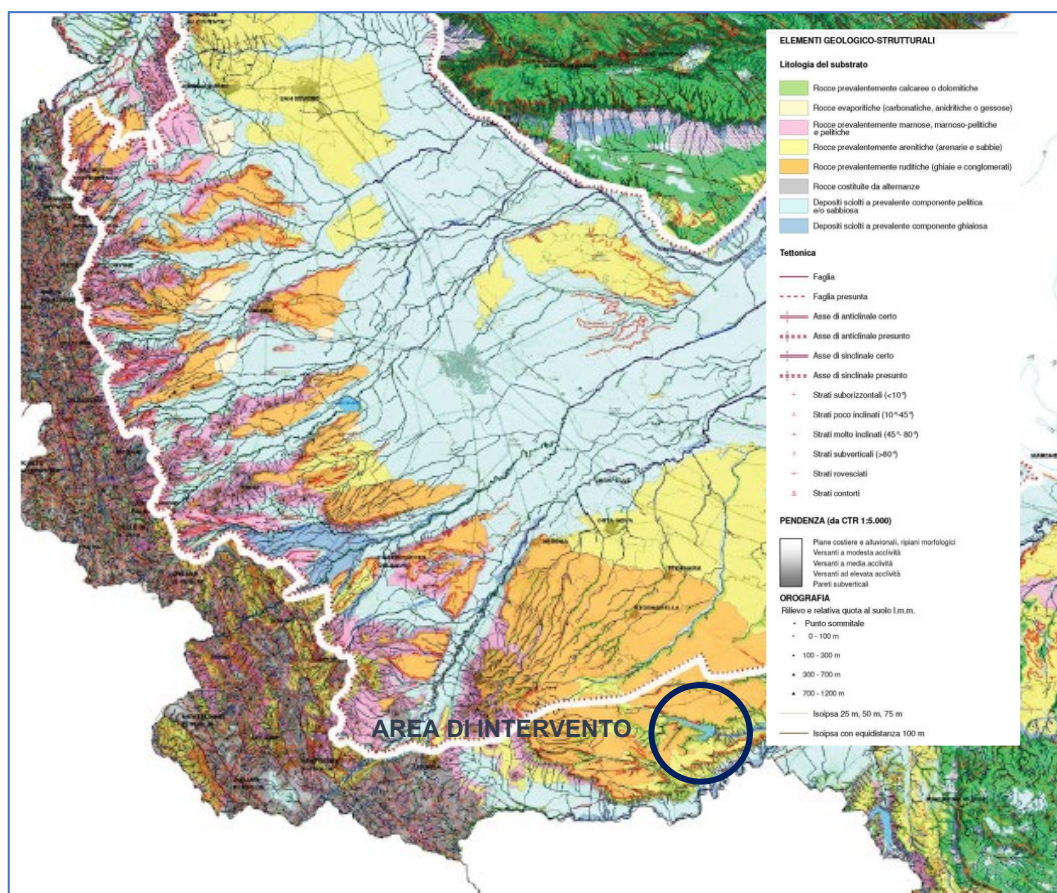 SAN SEVERO
ELEMENTI GEOLOGICO-STRUTTURALI
Litologia del substrato
Rocce prevalentemente calcaree o dolomitiche
Rocce evaporitiche (carbonatiche, anidritiche o gessose)
Rocce prevalentemente marnose, marnoso-pelitiche
e pelitiche
Rocce prevalentemente arenitiche (arenarie e sabbie)
Rocce prevalentemente ruditiche (ghiaie e conglomerati)
Rocce costituite da alternanze
Depositi sciolti a prevalente componente pelitica
e/o sabbiosa
Depositi sciolti a prevalente componente ghiaiosa
Tettonica
Faglia
Faglia presunta
Asse di anticlinale certo
Asse di anticlinale presunto
Asse di sinclinale certo
Asse di sinclinale presunto
Strati suborizzontali (<10°)
Strati poco inclinati (10°-45°)
Strati molto inclinati (45°- 80°)
Strati subverticali (>80°)
Strati rovesciati
Strati contorti
PENDENZA (da CTR 1:5.000)
Piane costiere e alluvionali, ripiani morfologici
Versanti a modesta acclività
Versanti a media acclività
Versanti ad elevata acclività
Pareti subverticali
OROGRAFIA
Rilievo e relativa quota al suolo l.m.m.
Punto sommitale
0 - 100 m
100 - 300 m
300 - 700 m
700 - 1200 m
Isoipsa 25 m, 50 m, 75 m
Isoipsa con equidistanza 100 m
AREA DI INTERVENTO